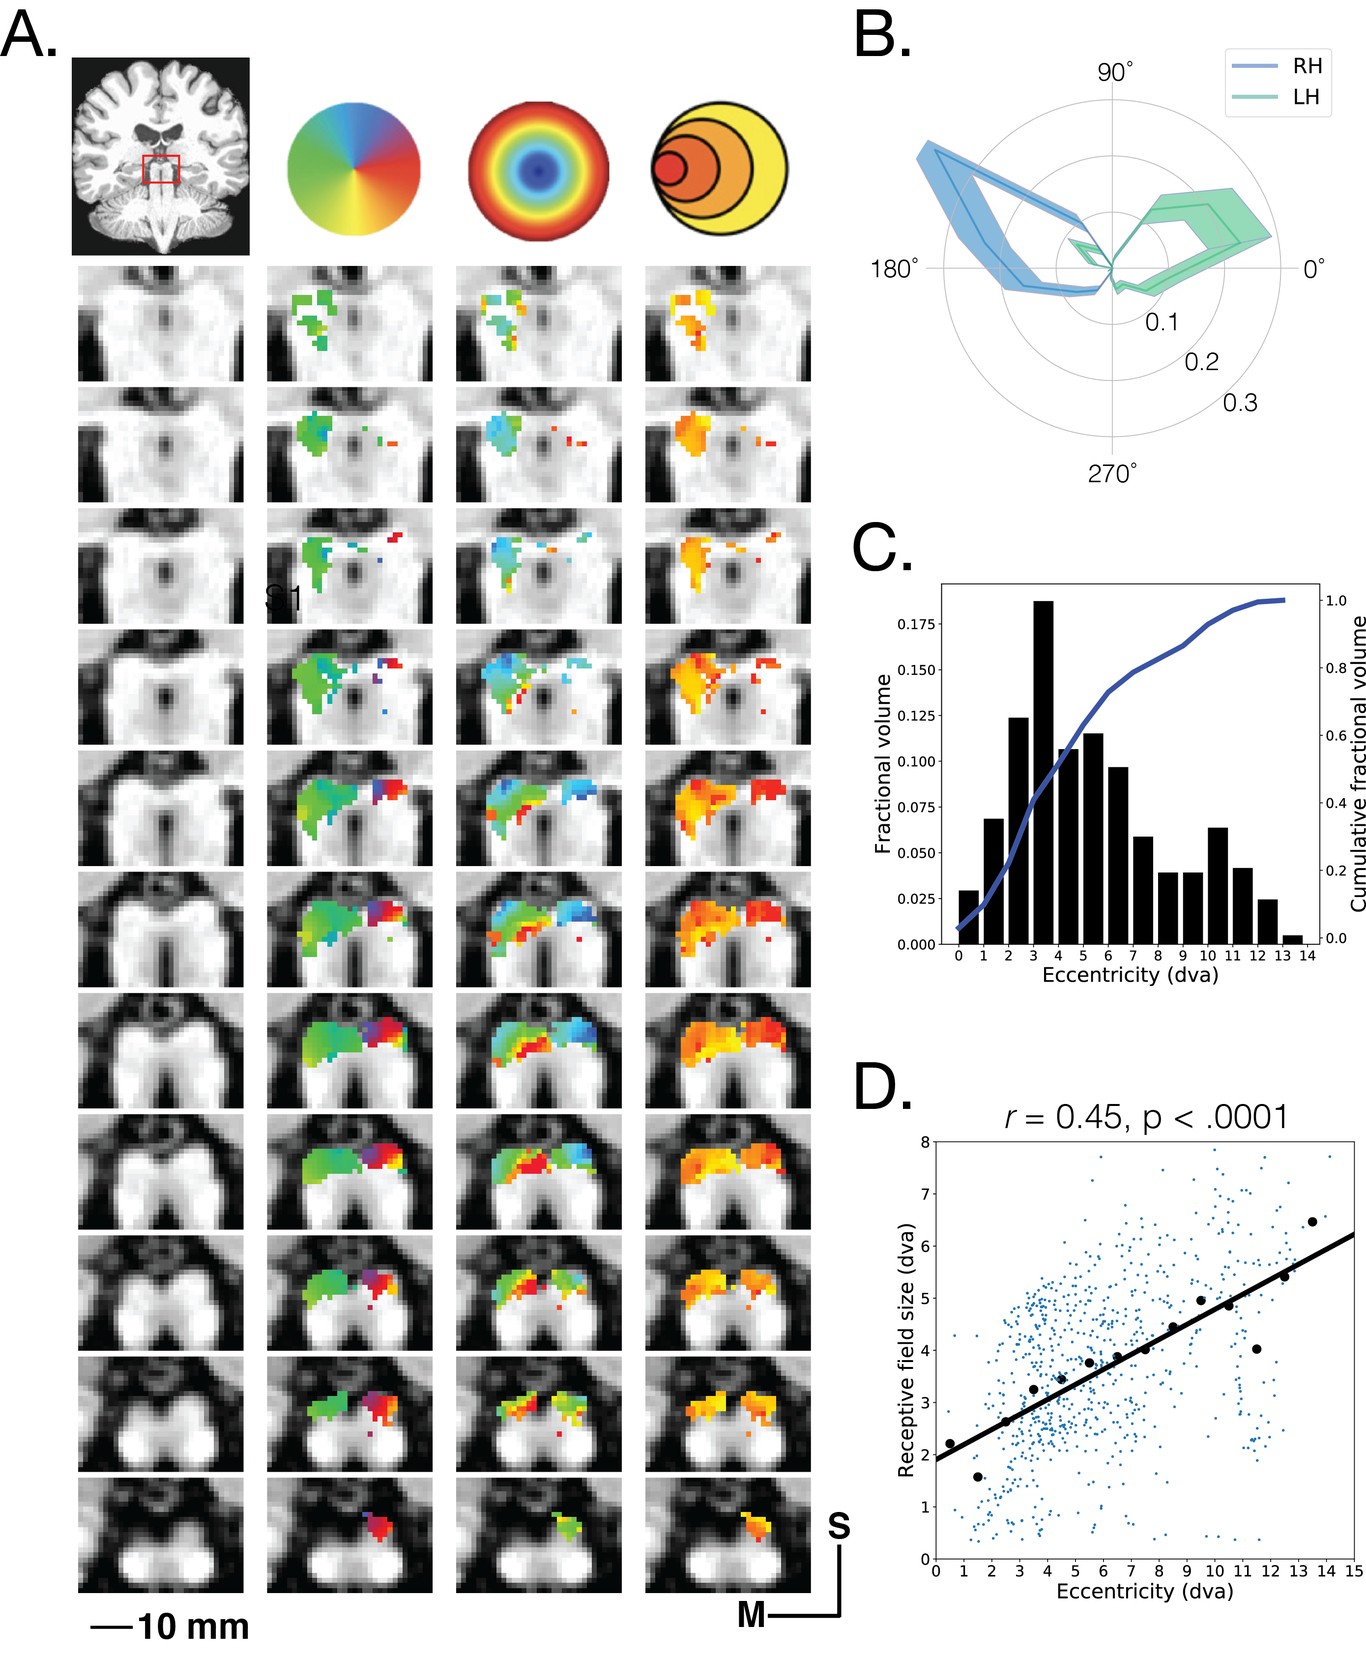 A.
S1
10 mm
S
M
B.
RH
LH
90°
180°
0°
0.1
0.2
0.3
270°
C.
Fractional volume
0.175
0.150
0.125
0.100
0.075
0.050
0.025
0.000
1.0
0.8
0.6
0.4
0.2
0.0
Cumulative fractional volume
0 1 2 3 4 5 6 7 8 9 10 11 12 13 14
Eccentricity (dva)
D.
r = 0.45, p < .0001
Receptive field size (dva)
8
7
6
5
4
3
2
1
0
0 1 2 3 4 5 6 7 8 9 10 11 12 13 14 15
Eccentricity (dva)